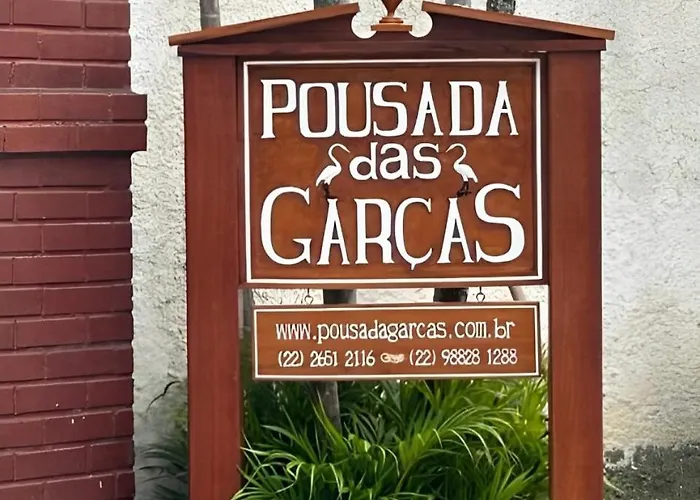 POUSADA
das
GARÇAS
www.pousadagarcas.com.br
(22) 2651 2116 (22) 98828 1288